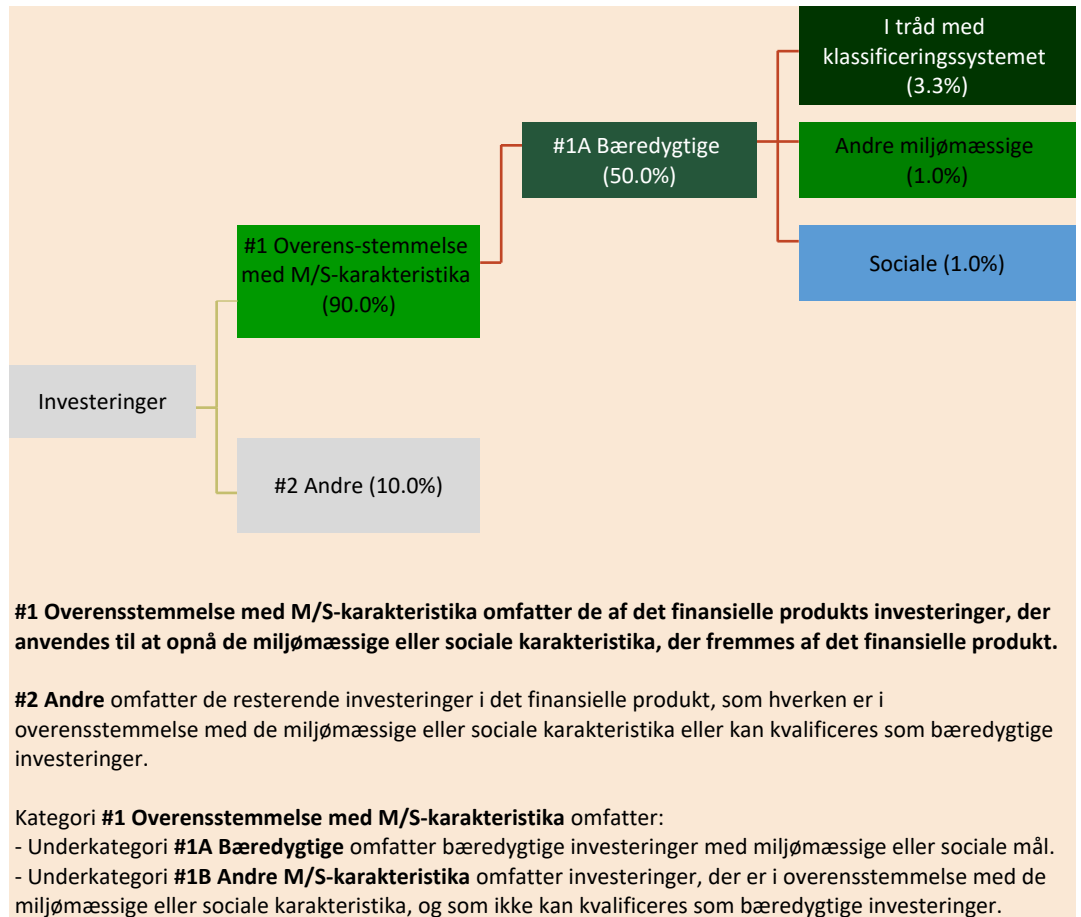 I tråd med
klassificeringssystemet
(3.3%)
#1A Bæredygtige
(50.0%)
Andre miljømæssige
(1.0%)
#1 Overens-stemmelse
med M/S-karakteristika
(90.0%)
Sociale (1.0%)
Investeringer
#2 Andre (10.0%)
#1 Overensstemmelse med M/S-karakteristika omfatter de af det finansielle produkts investeringer, der
anvendes til at opnå de miljømæssige eller sociale karakteristika, der fremmes af det finansielle produkt.
#2 Andre omfatter de resterende investeringer i det finansielle produkt, som hverken er i
overensstemmelse med de miljømæssige eller sociale karakteristika eller kan kvalificeres som bæredygtige
investeringer.
Kategori #1 Overensstemmelse med M/S-karakteristika omfatter:
- Underkategori #1A Bæredygtige omfatter bæredygtige investeringer med miljømæssige eller sociale mål.
- Underkategori #1B Andre M/S-karakteristika omfatter investeringer, der er i overensstemmelse med de
miljømæssige eller sociale karakteristika, og som ikke kan kvalificeres som bæredygtige investeringer.